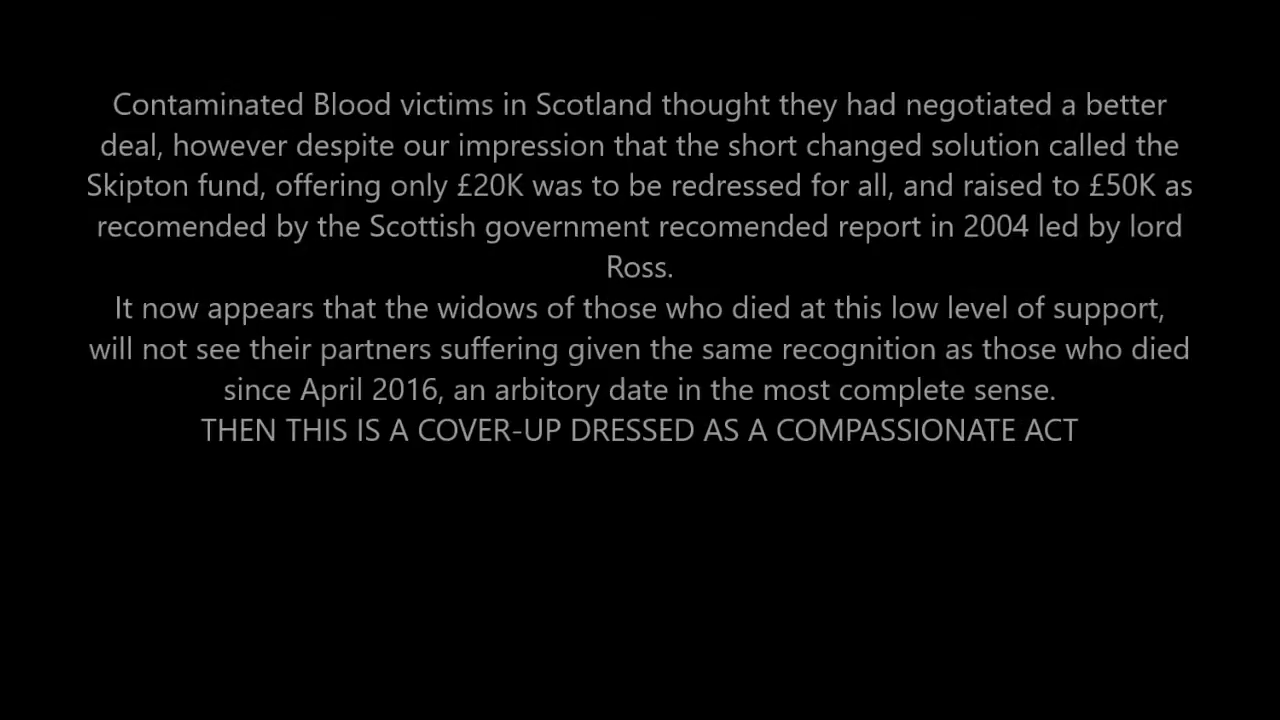 Contaminated Blood victims in Scotland thought they had negotiated a better
deal, however despite our impression that the short changed solution called the
Skipton fund, offering only £20K was to be redressed for all, and raised to £50K as
recomended by the Scottish government recomended report in 2004 led by lord
Ross.
It now appears that the widows of those who died at this low level of support,
will not see their partners suffering given the same recognition as those who died
since April 2016, an arbitory date in the most complete sense.
THEN THIS IS A COVER-UP DRESSED AS A COMPASSIONATE ACT